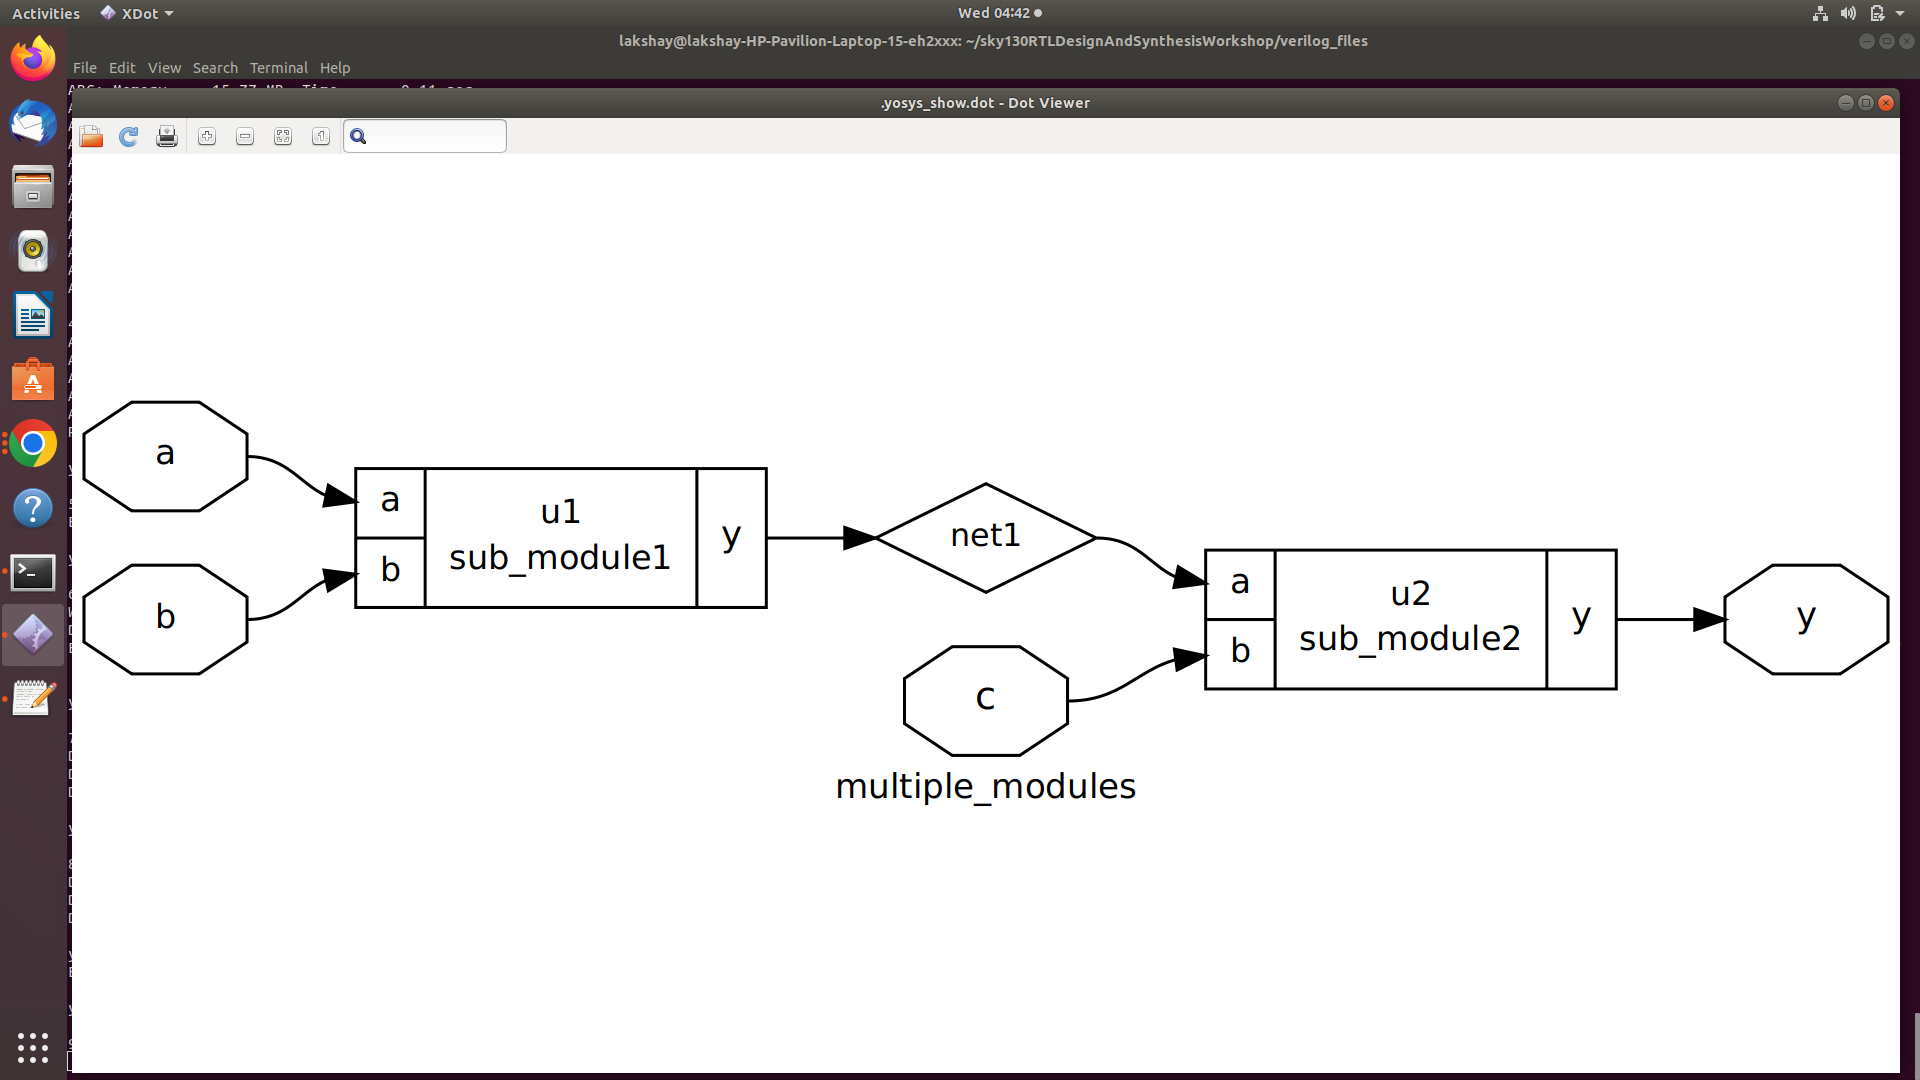 Activities XDot Wed 04:42
lakshay@lakshay-HP-Pavilion-Laptop-15-eh2xxx: ~/sky130RTLDesignAndSynthesisWorkshop/verilog_files
File Edit View Search Terminal Help
.yosys_show.dot - Dot Viewer
a
b
a
b
u1
sub_module1
y
net1
c
a
b
u2
sub_module2
y
y
multiple_modules